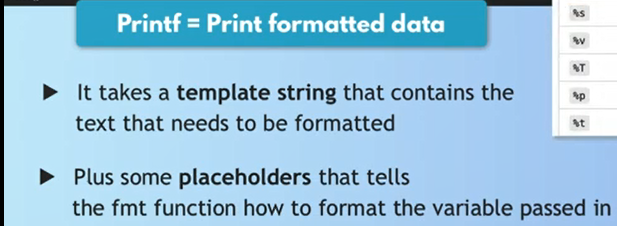 Printf = Print formatted data
It takes a template string that contains the
text that needs to be formatted
Plus some placeholders that tells
the fmt function how to format the variable passed in
%s
%v
%T
%p
%t